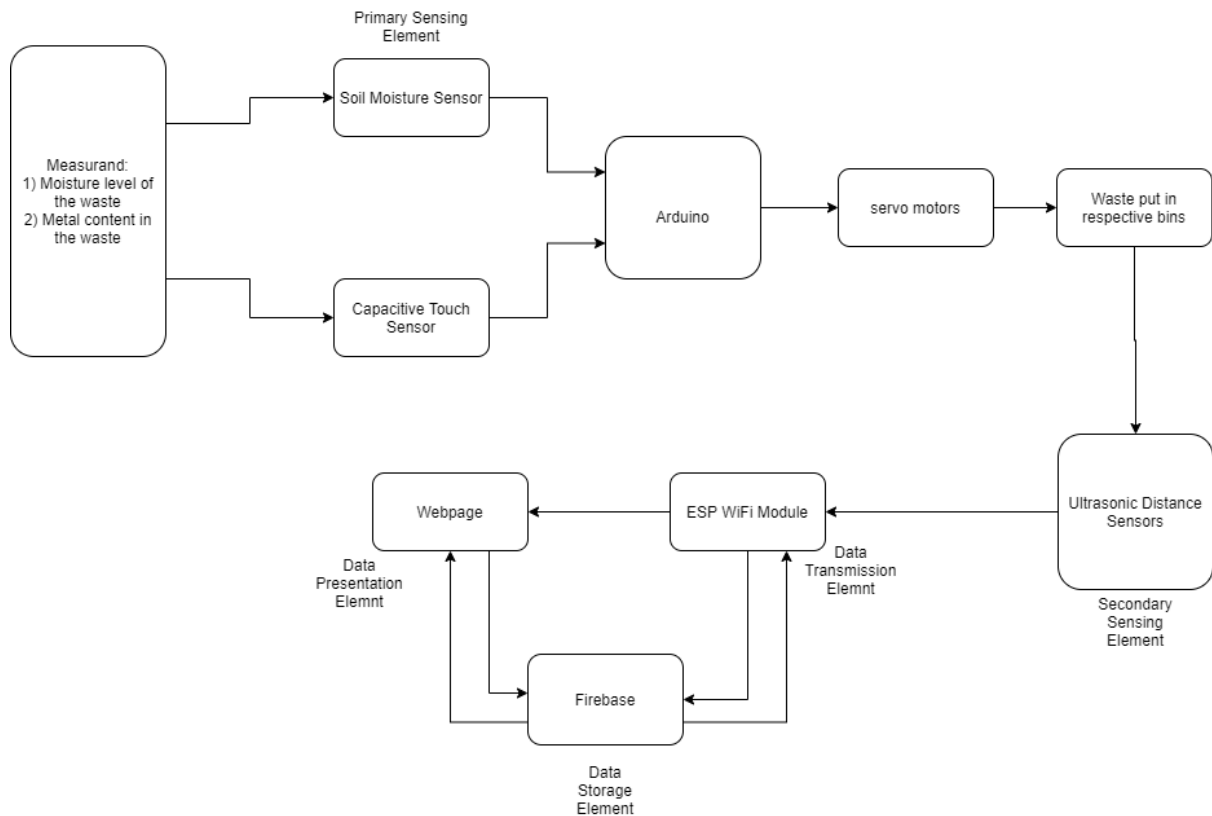 Primary Sensing
Element
Soil Moisture Sensor
Measurand:
1) Moisture level of
the waste
2) Metal content in
the waste
Arduino
servo motors
Waste put in
respective bins
Capacitive Touch
Sensor
Webpage
ESP WiFi Module
Ultrasonic Distance
Sensors
Data
Presentation
Elemnt
Data
Transmission
Elemnt
Secondary
Sensing
Element
Firebase
Data
Storage
Element